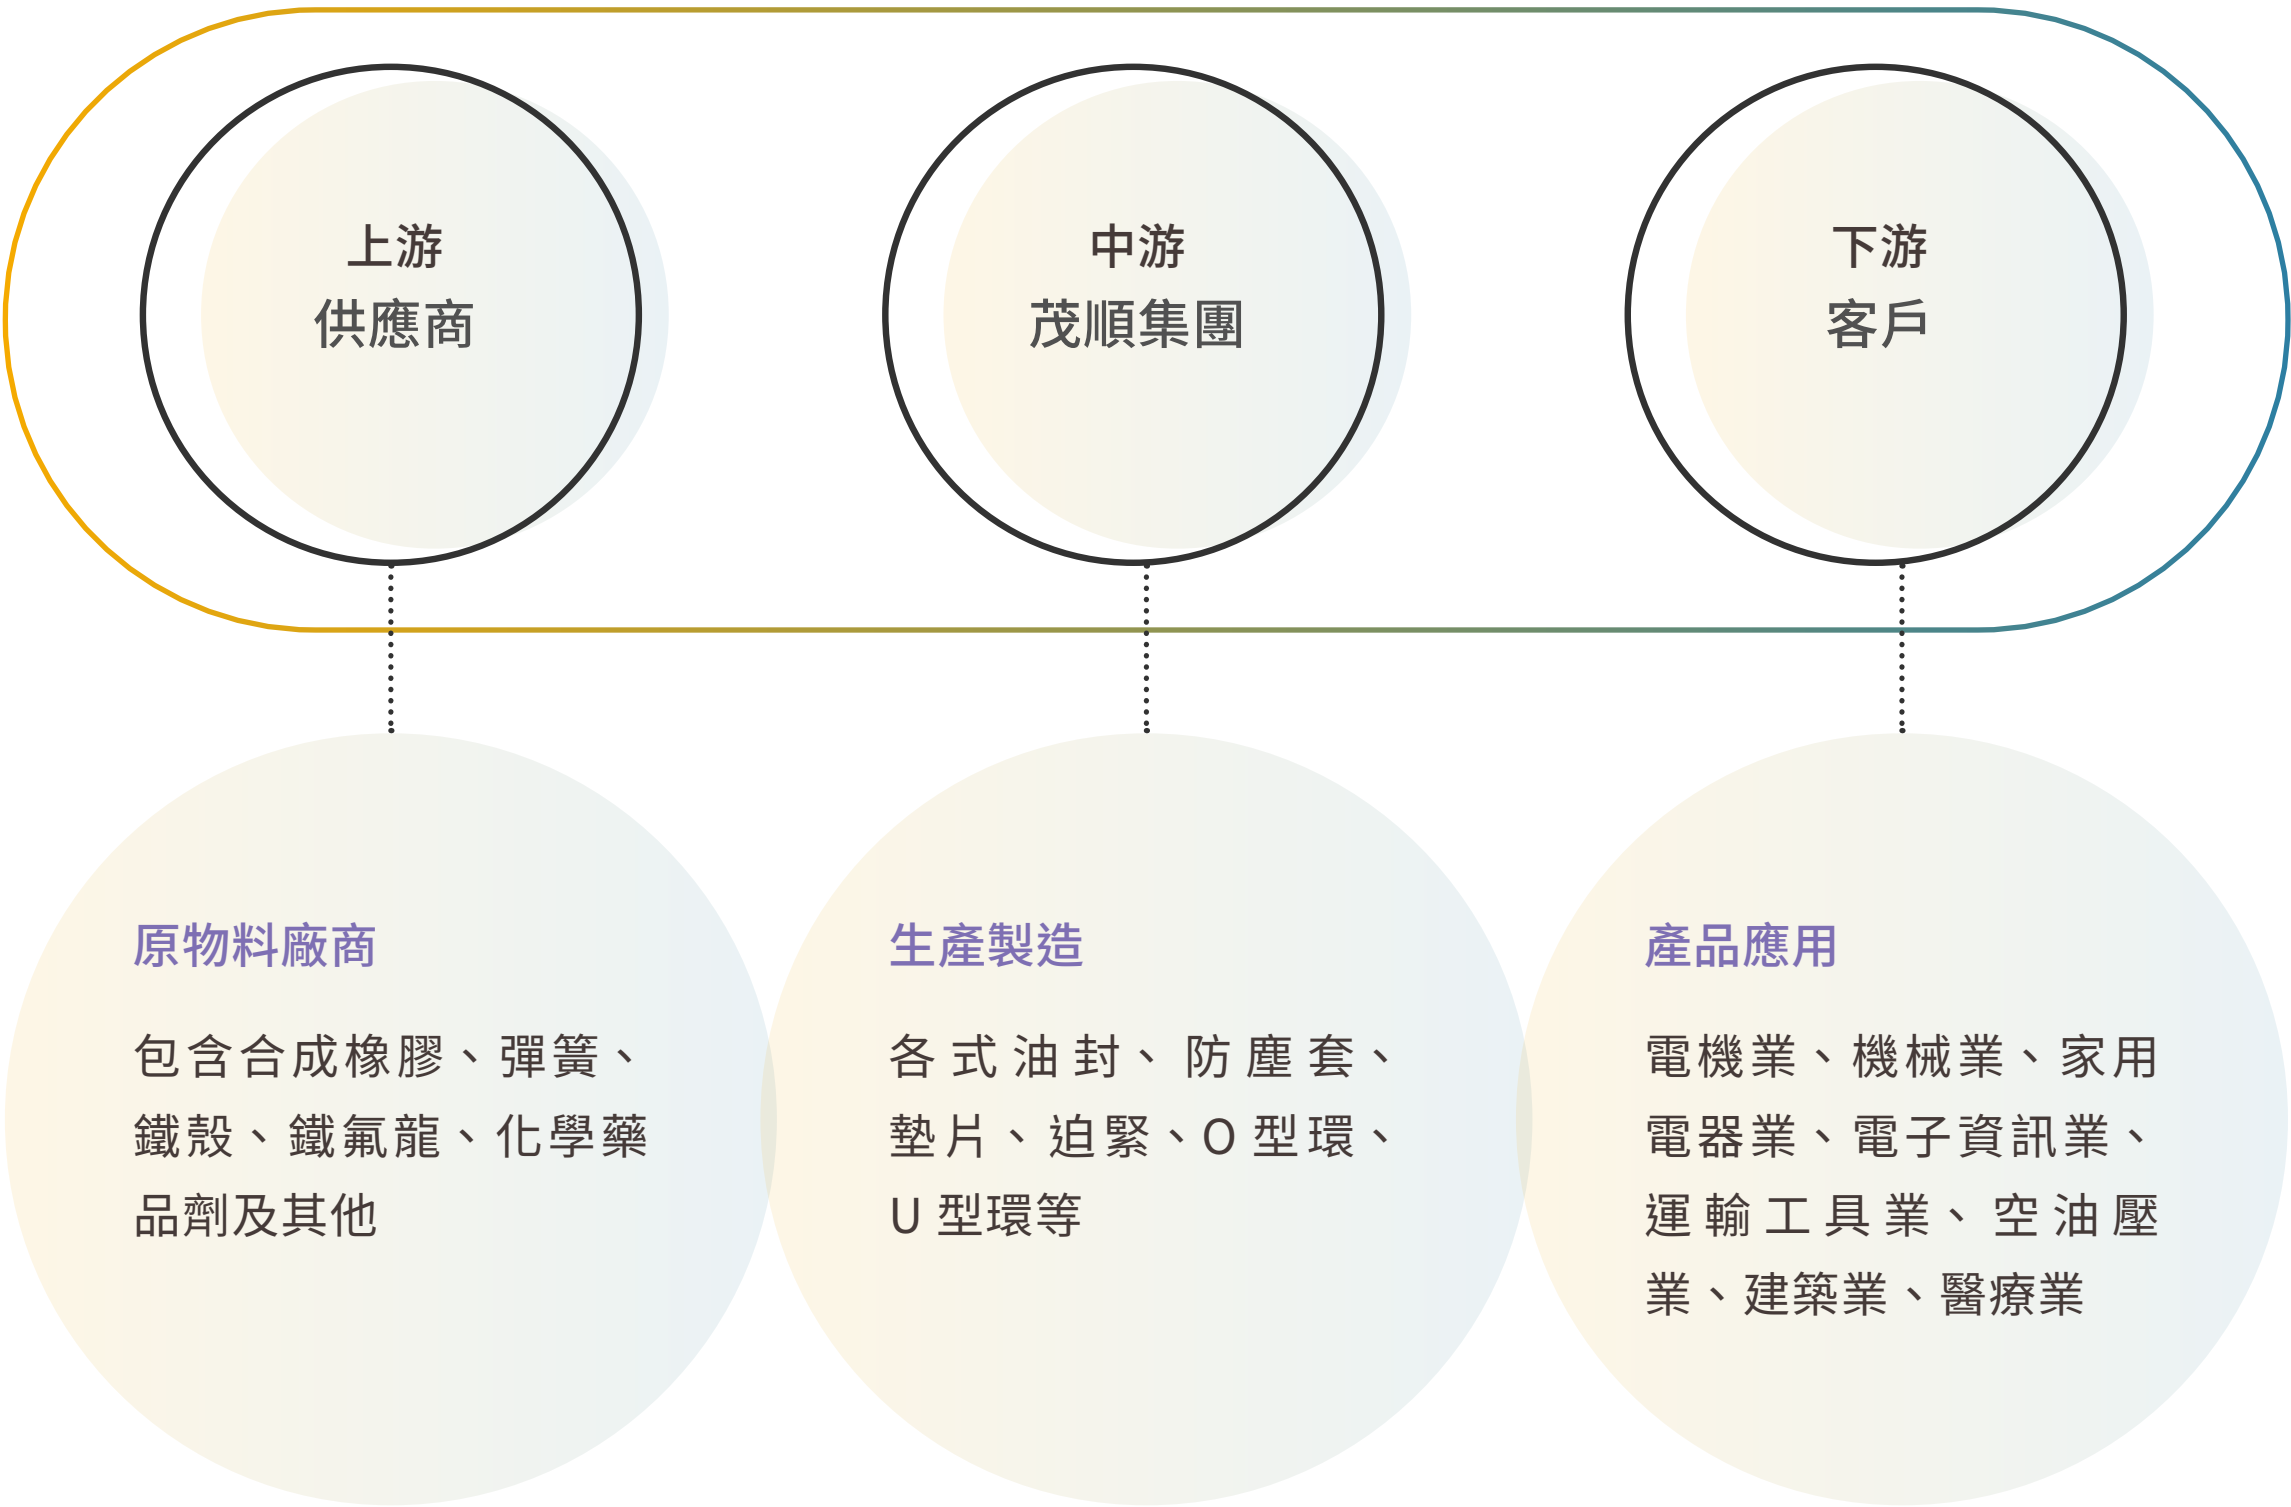 上游
供應商
中游
茂順集團
下游
客戶
原物料廠商
包含合成橡膠、彈簧、
鐵殼、鐵氟龍、化學藥
品劑及其他
生產製造
各式油封、防塵套、
墊片、迫緊、O 型環、
U 型環等
產品應用
電機業、機械業、家用
電器業、電子資訊業、
運輸工具業、空油壓
業、建築業、醫療業